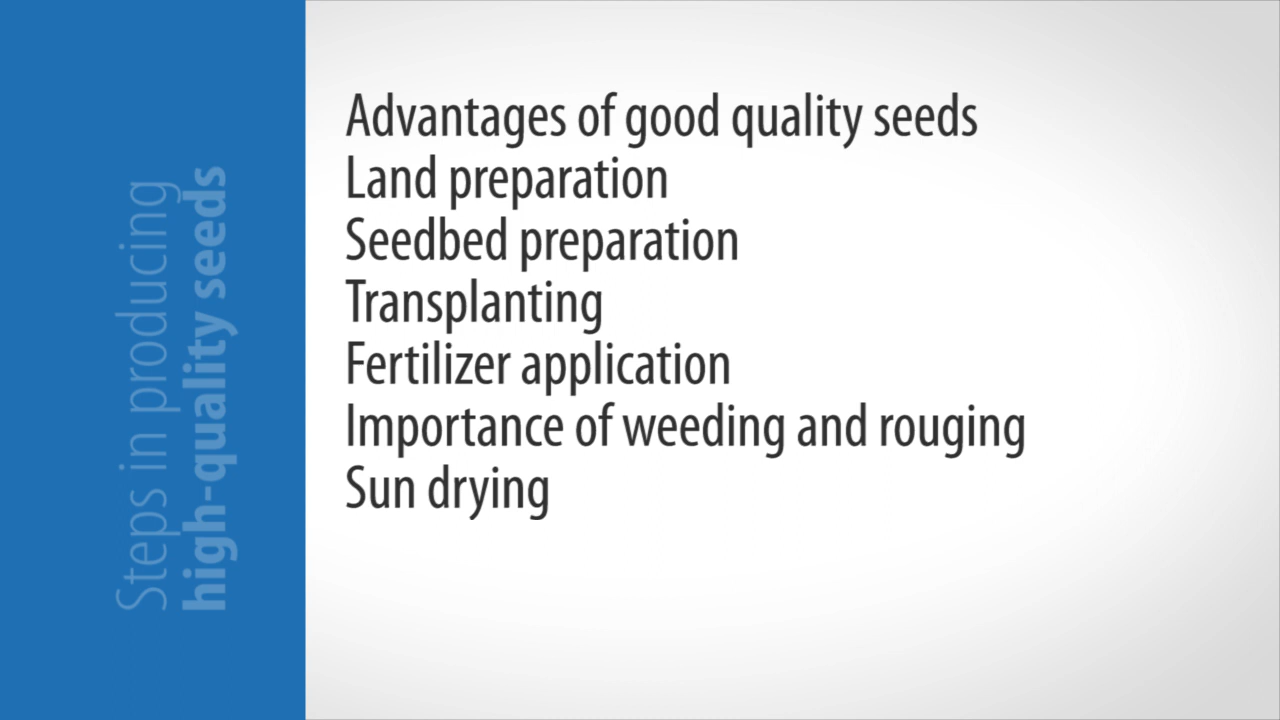 Steps in producing
high-quality seeds
Advantages of good quality seeds
Land preparation
Seedbed preparation
Transplanting
Fertilizer application
Importance of weeding and rouging
Sun drying